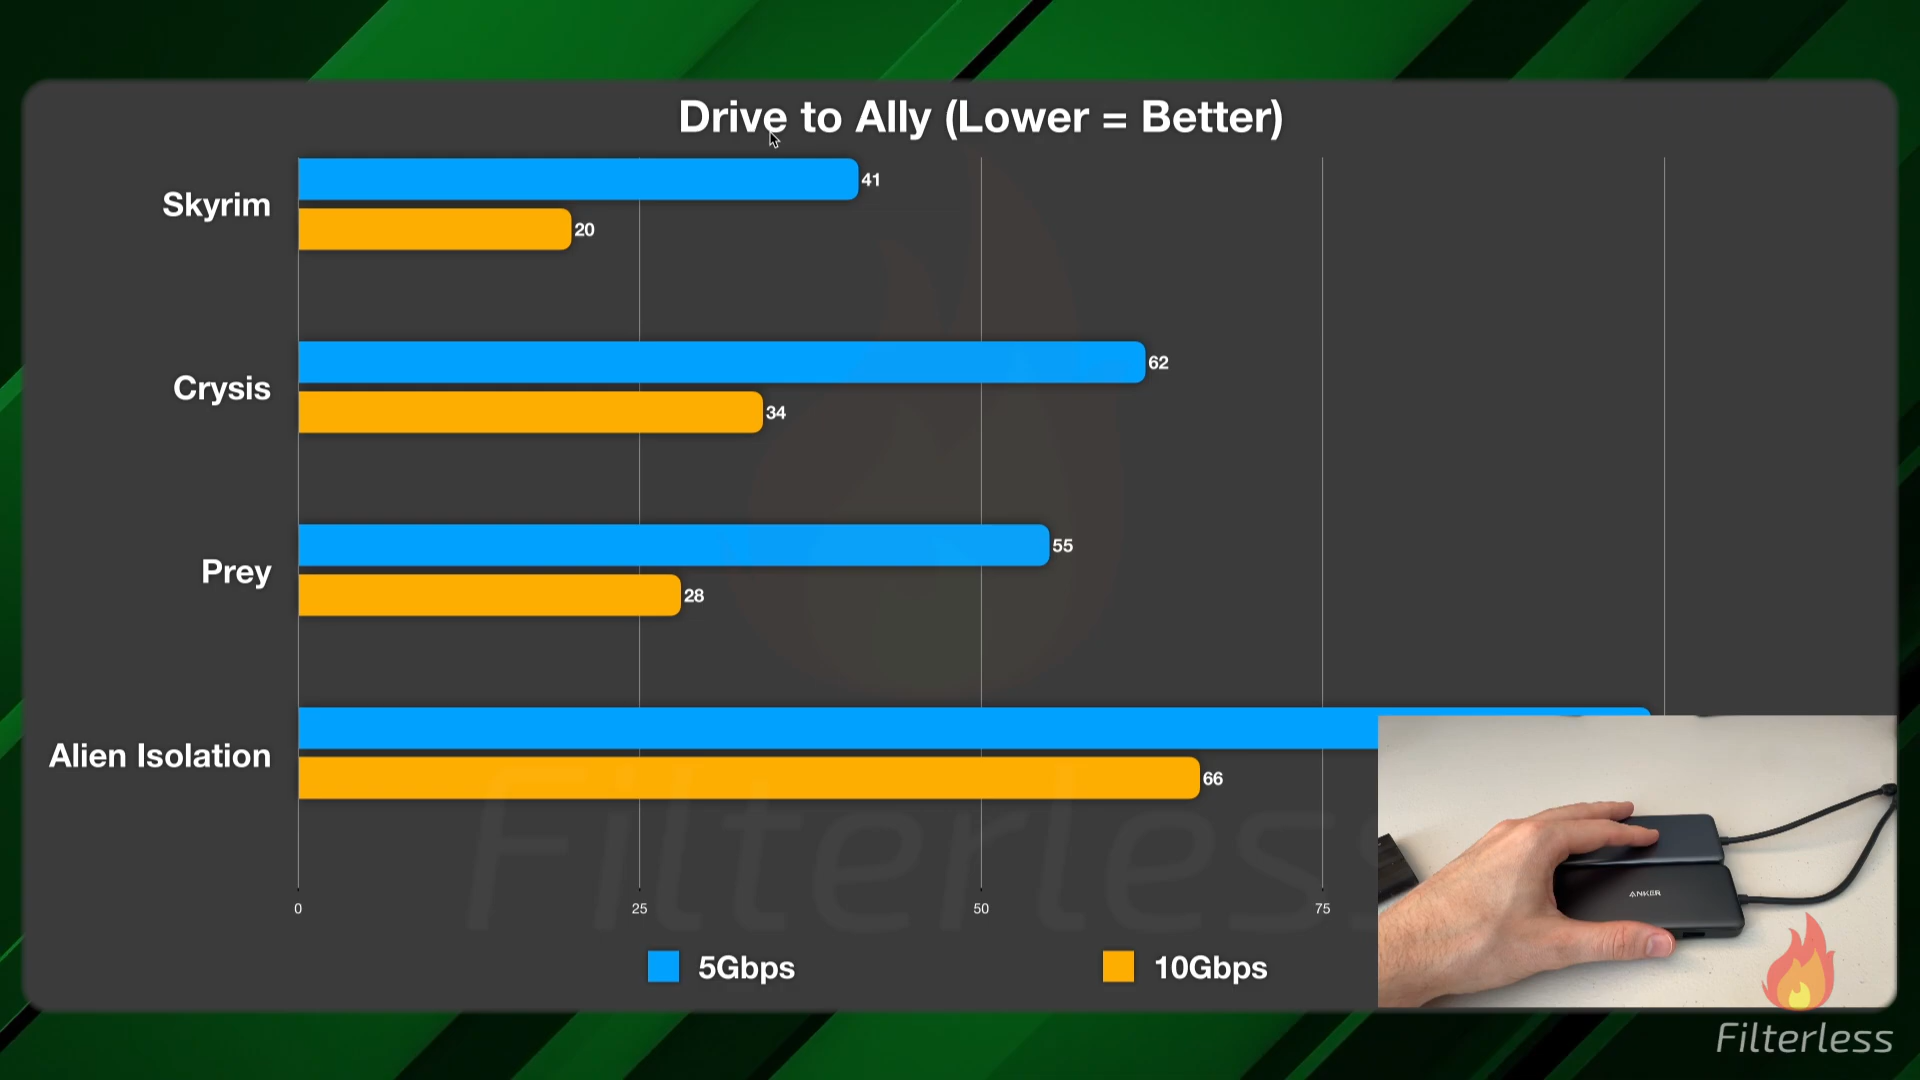 Drive to Ally (Lower = Better)
Skyrim
41
20
Crysis
62
34
Prey
55
28
Alien Isolation
66
0
25
50
75
5Gbps
10Gbps
ANKER
Filterless
Filterless